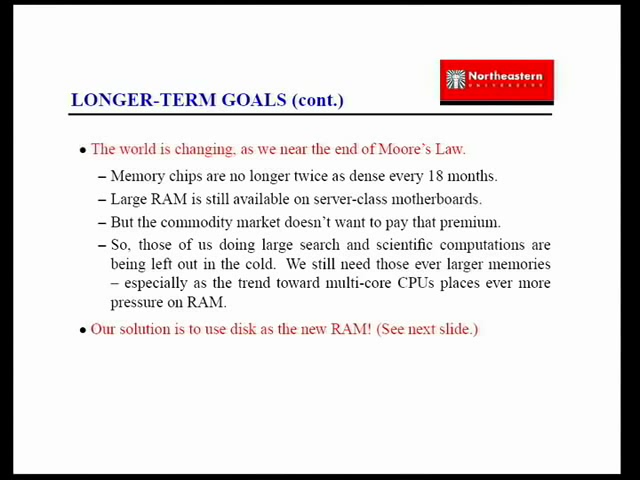 Northeastern
UNIVERSITY
LONGER-TERM GOALS (cont.)
• The world is changing, as we near the end of Moore's Law.
– Memory chips are no longer twice as dense every 18 months.
– Large RAM is still available on server-class motherboards.
– But the commodity market doesn't want to pay that premium.
– So, those of us doing large search and scientific computations are
being left out in the cold. We still need those ever larger memories
– especially as the trend toward multi-core CPUs places ever more
pressure on RAM.
• Our solution is to use disk as the new RAM! (See next slide.)